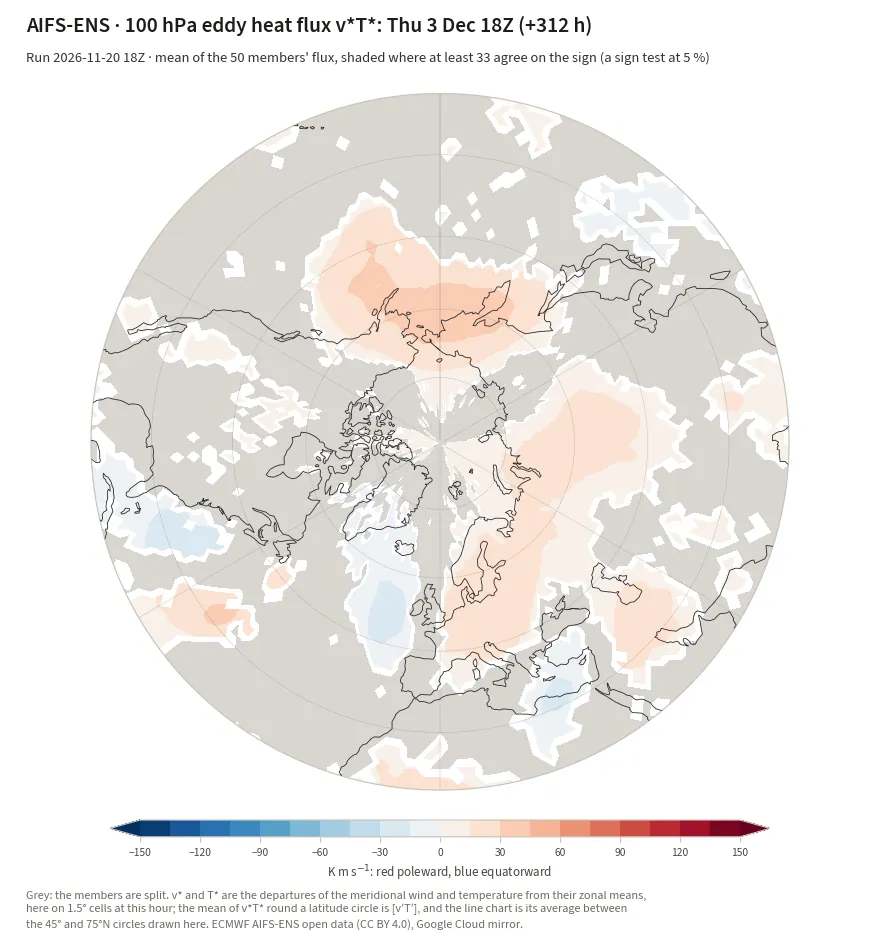 AIFS-ENS · 100 hPa eddy heat flux v*T*: Thu 3 Dec 18Z (+312 h)
Run 2026-11-20 18Z · mean of the 50 members' flux, shaded where at least 33 agree on the sign (a sign test at 5 %)
−150 −120 −90 −60 −30 0 30 60 90 120 150
K m s⁻¹: red poleward, blue equatorward
Grey: the members are split. v* and T* are the departures of the meridional wind and temperature from their zonal means,
here on 1.5° cells at this hour; the mean of v*T* round a latitude circle is [v′T′], and the line chart is its average between
the 45° and 75°N circles drawn here. ECMWF AIFS-ENS open data (CC BY 4.0), Google Cloud mirror.